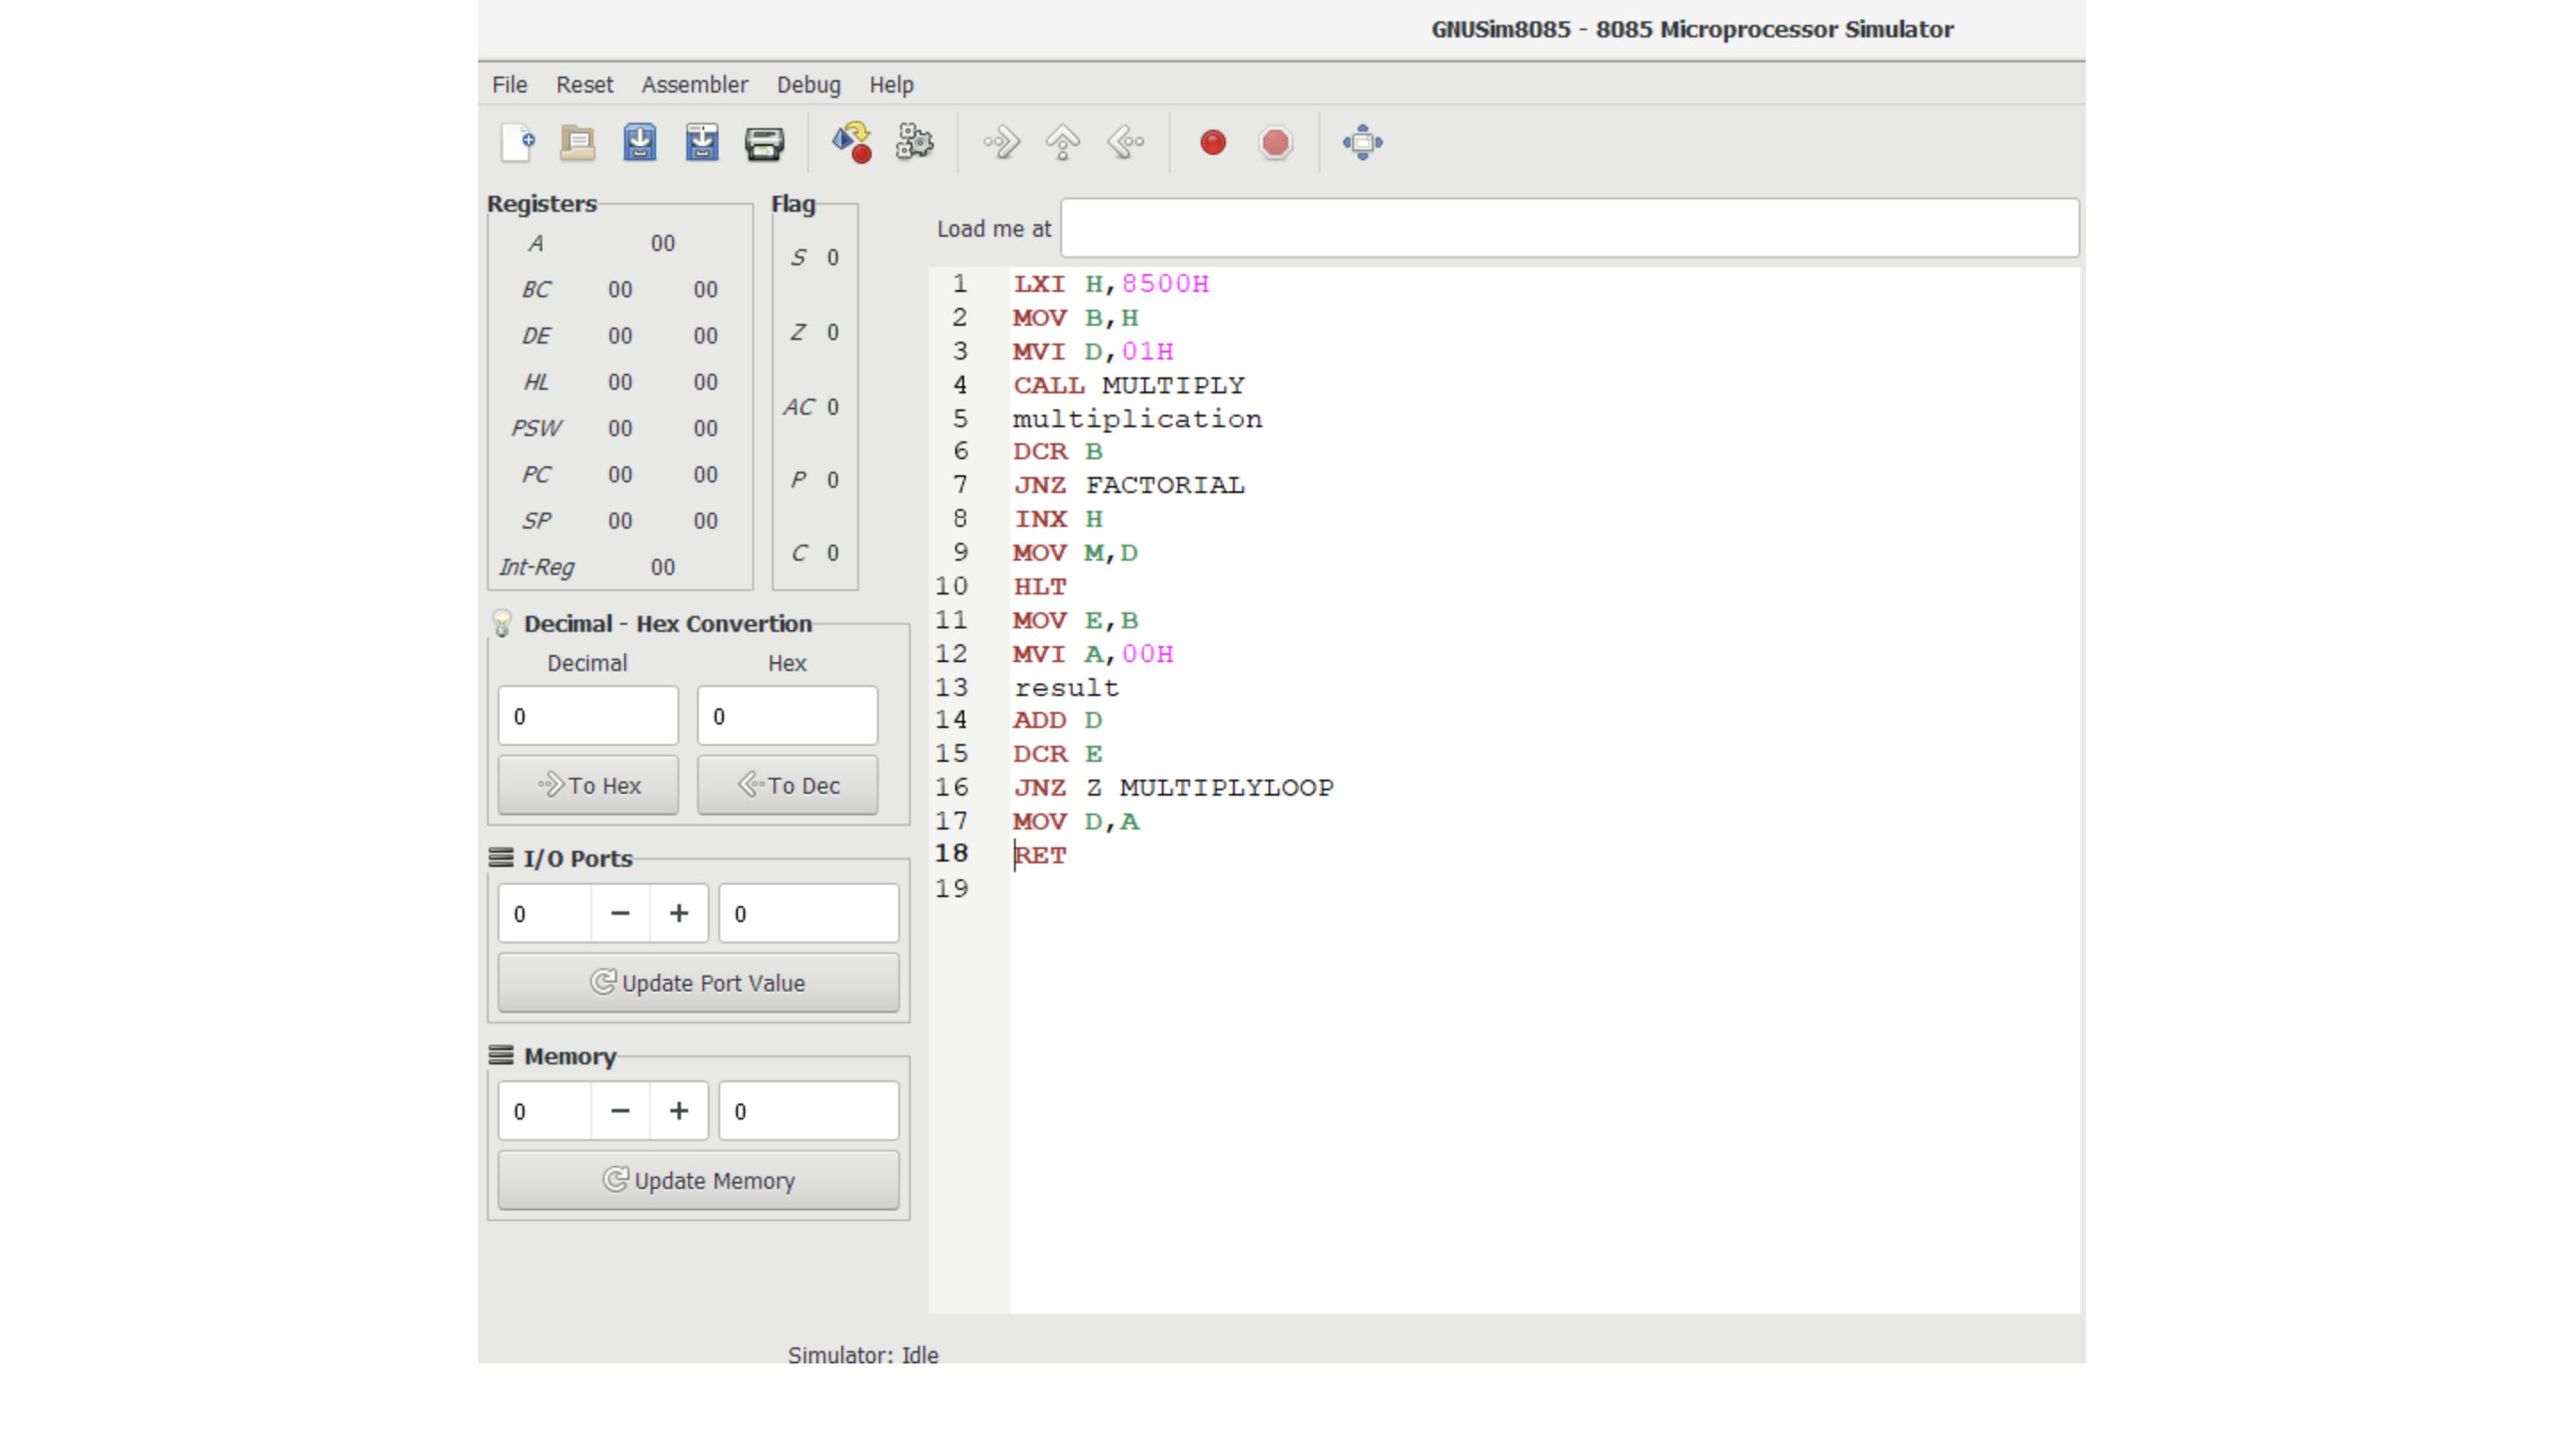 GNUSim8085 - 8085 Microprocessor Simulator
File Reset Assembler Debug Help
Registers
A 00
BC 00 00
DE 00 00
HL 00 00
PSW 00 00
PC 00 00
SP 00 00
Int-Reg 00
Flag
S 0
Z 0
AC 0
P 0
C 0
Decimal - Hex Convertion
Decimal Hex
0 0
To Hex To Dec
I/O Ports
0 − + 0
Update Port Value
Memory
0 − + 0
Update Memory
Load me at
1 LXI H,8500H
2 MOV B,H
3 MVI D,01H
4 CALL MULTIPLY
5 multiplication
6 DCR B
7 JNZ FACTORIAL
8 INX H
9 MOV M,D
10 HLT
11 MOV E,B
12 MVI A,00H
13 result
14 ADD D
15 DCR E
16 JNZ Z MULTIPLYLOOP
17 MOV D,A
18 RET
19
Simulator: Idle